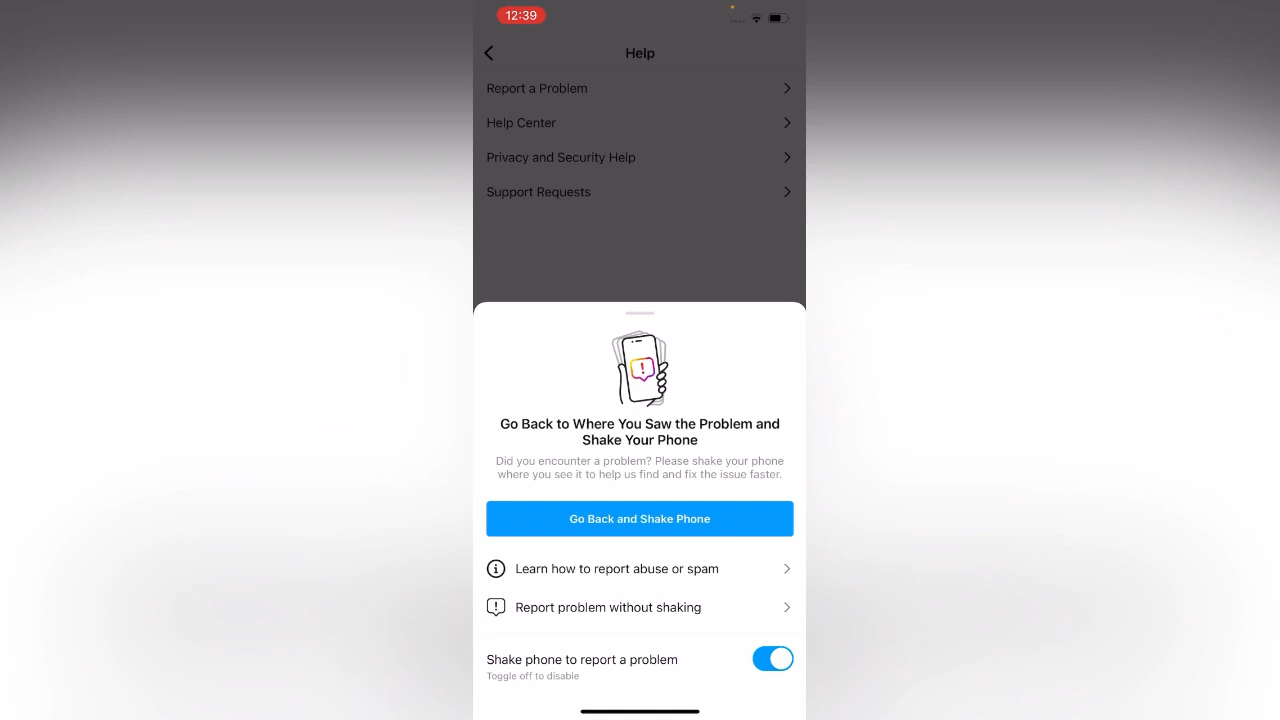 12:39
Help
Report a Problem
Help Center
Privacy and Security Help
Support Requests
Go Back to Where You Saw the Problem and
Shake Your Phone
Did you encounter a problem? Please shake your phone
where you see it to help us find and fix the issue faster.
Go Back and Shake Phone
Learn how to report abuse or spam
Report problem without shaking
Shake phone to report a problem
Toggle off to disable